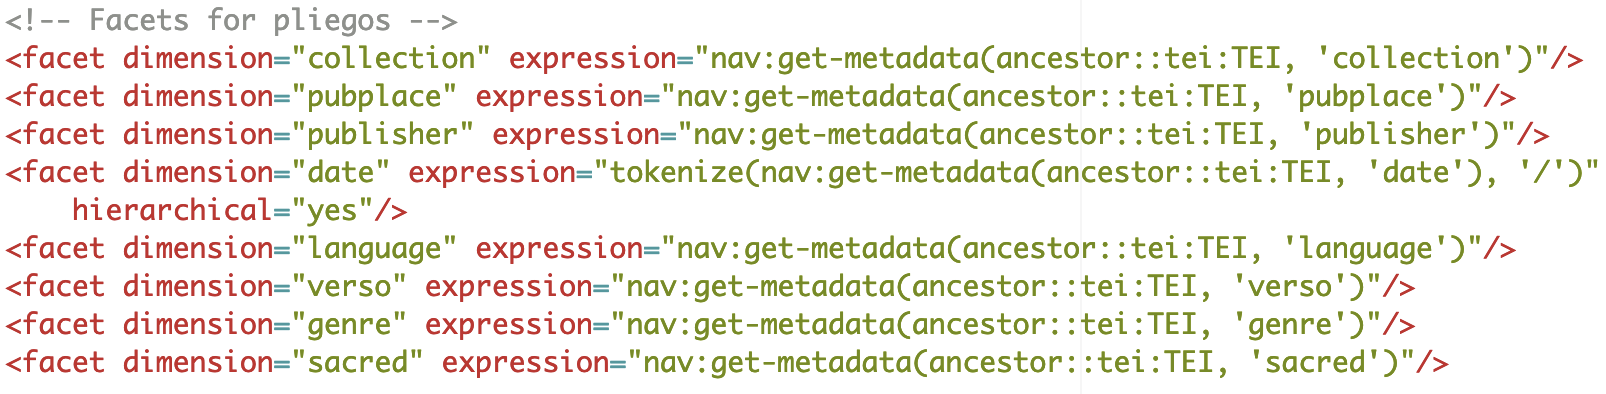 <!-- Facets for pliegos -->
<facet dimension="collection" expression="nav:get-metadata(ancestor::tei:TEI, 'collection')"/>
<facet dimension="pubplace" expression="nav:get-metadata(ancestor::tei:TEI, 'pubplace')"/>
<facet dimension="publisher" expression="nav:get-metadata(ancestor::tei:TEI, 'publisher')"/>
<facet dimension="date" expression="tokenize(nav:get-metadata(ancestor::tei:TEI, 'date'), '/')"
    hierarchical="yes"/>
<facet dimension="language" expression="nav:get-metadata(ancestor::tei:TEI, 'language')"/>
<facet dimension="verso" expression="nav:get-metadata(ancestor::tei:TEI, 'verso')"/>
<facet dimension="genre" expression="nav:get-metadata(ancestor::tei:TEI, 'genre')"/>
<facet dimension="sacred" expression="nav:get-metadata(ancestor::tei:TEI, 'sacred')"/>